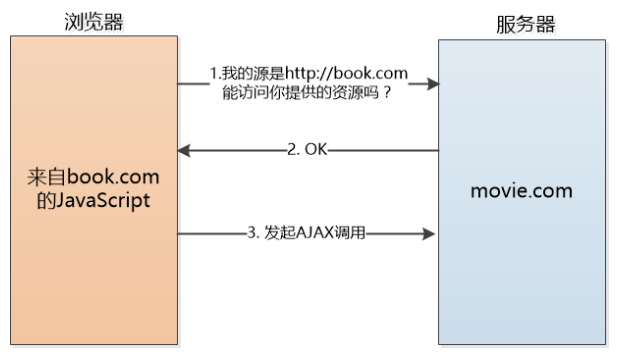 浏览器
服务器
1.我的源是http://book.com
能访问你提供的资源吗？
2. OK
来自book.com
的JavaScript
movie.com
3. 发起AJAX调用